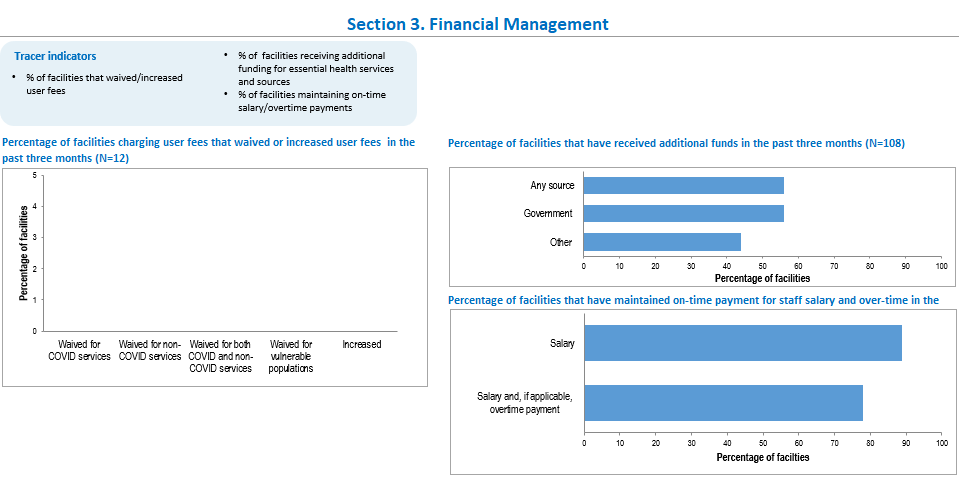 Section 3. Financial Management
Tracer indicators
• % of facilities that waived/increased
user fees
• % of facilities receiving additional
funding for essential health services
and sources
• % of facilities maintaining on-time
salary/overtime payments
Percentage of facilities charging user fees that waived or increased user fees in the
past three months (N=12)
Percentage of facilities
5
4
3
2
1
0
Waived for
COVID services
Waived for non-
COVID services
Waived for both
COVID and non-
COVID services
Waived for
vulnerable
populations
Increased
Percentage of facilities that have received additional funds in the past three months (N=108)
Any source
Government
Other
0 10 20 30 40 50 60 70 80 90 100
Percentage of facilities
Percentage of facilities that have maintained on-time payment for staff salary and over-time in the
Salary
Salary and, if applicable,
overtime payment
0 10 20 30 40 50 60 70 80 90 100
Percentage of facilties